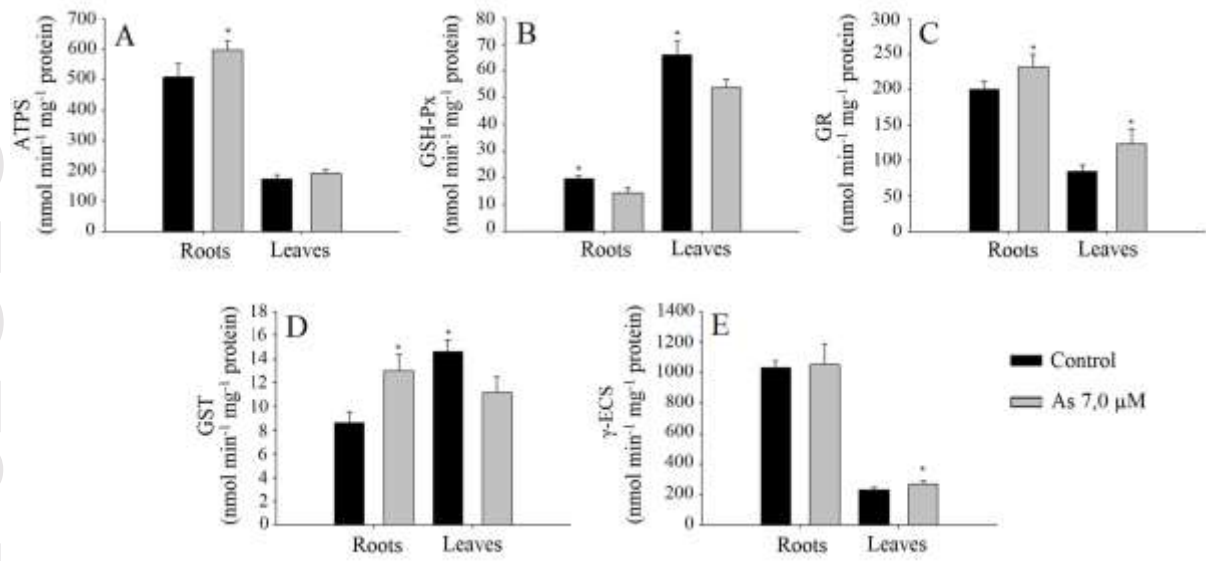 A
ATPS
(nmol min⁻¹ mg⁻¹ protein)
700
600
500
400
300
200
100
0
*
Roots Leaves
B
GSH-Px
(nmol min⁻¹ mg⁻¹ protein)
80
70
60
50
40
30
20
10
0
*
*
Roots Leaves
C
GR
(nmol min⁻¹ mg⁻¹ protein)
300
250
200
150
100
50
0
*
*
Roots Leaves
D
GST
(nmol min⁻¹ mg⁻¹ protein)
18
16
14
12
10
8
6
4
2
0
*
*
Roots Leaves
E
γ-ECS
(nmol min⁻¹ mg⁻¹ protein)
1400
1200
1000
800
600
400
200
0
*
Roots Leaves
Control
As 7,0 μM